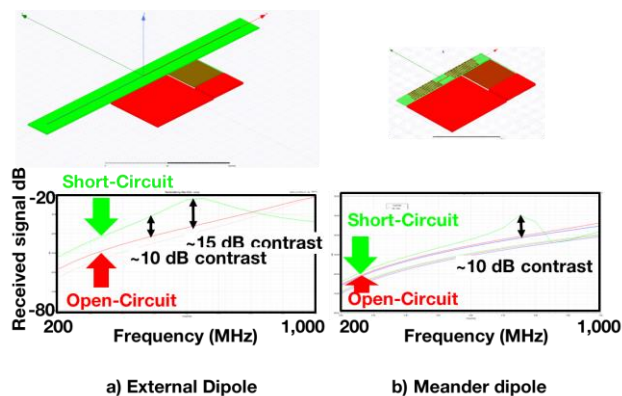 -20
Short-Circuit
~15 dB contrast
~10 dB contrast
Open-Circuit
-80
Received signal dB
200
1,000
Frequency (MHz)
Short-Circuit
~10 dB contrast
Open-Circuit
200
1,000
Frequency (MHz)
a) External Dipole
b) Meander dipole